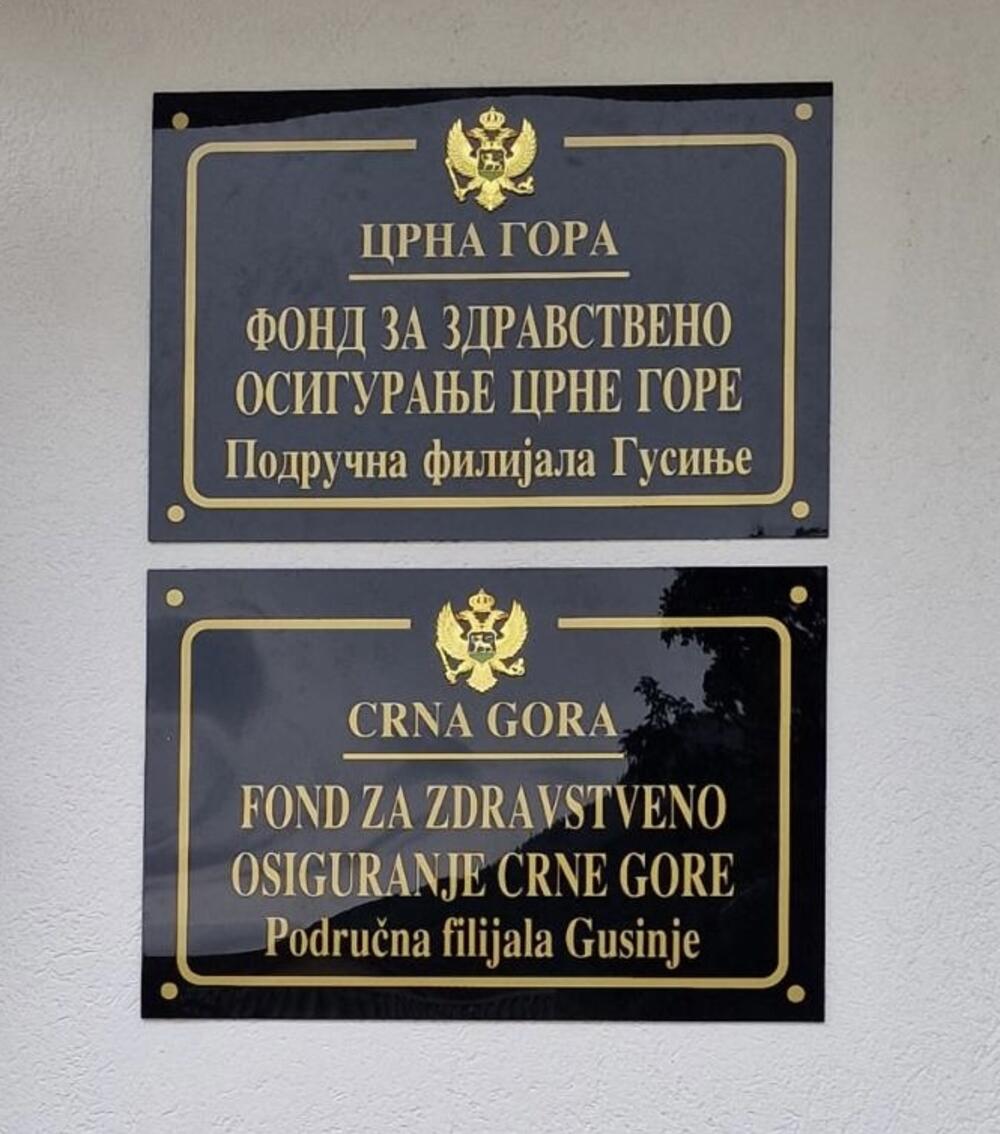 ЦРНА ГОРА
ФОНД ЗА ЗДРАВСТВЕНО
ОСИГУРАЊЕ ЦРНЕ ГОРЕ
Подручна филијала Гусиње
CRNA GORA
FOND ZA ZDRAVSTVENO
OSIGURANJE CRNE GORE
Područna filijala Gusinje